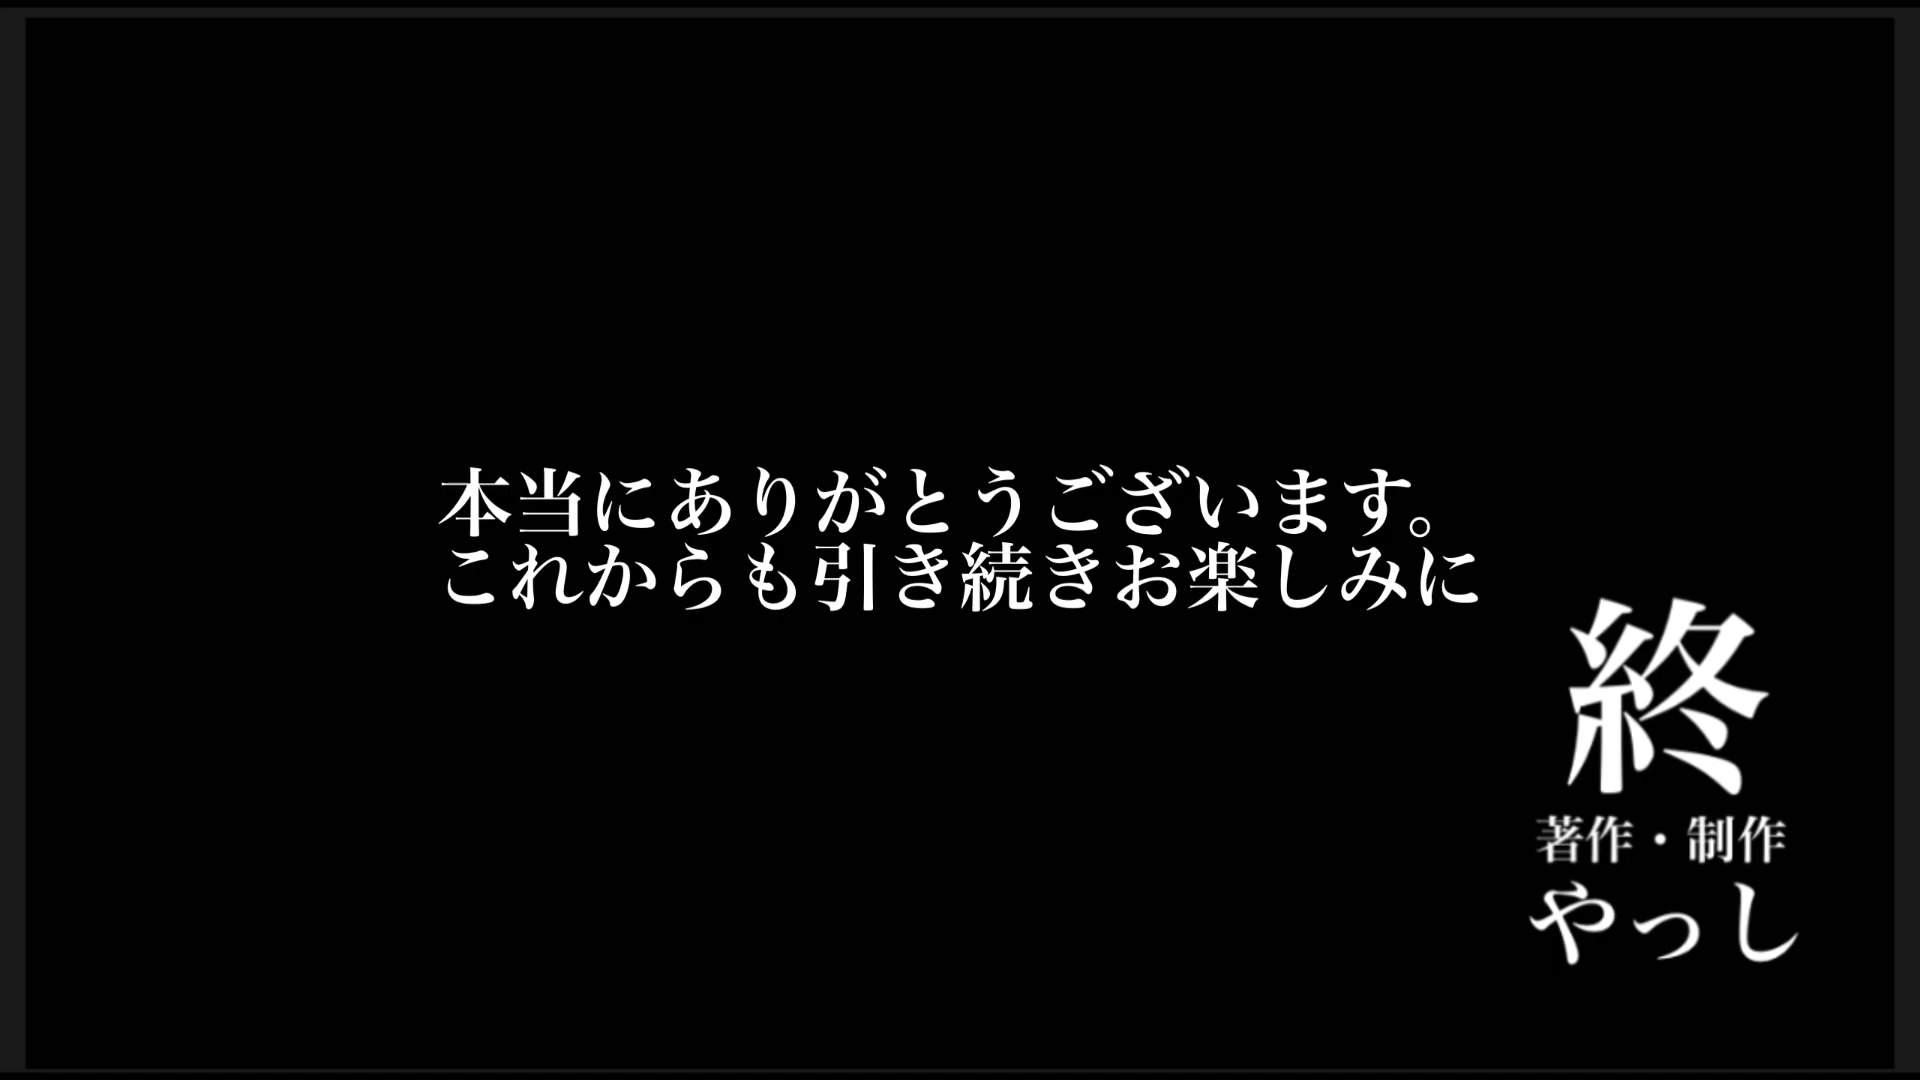 本当にありがとうございます。
これからも引き続きお楽しみに
終
著作・制作
やっし